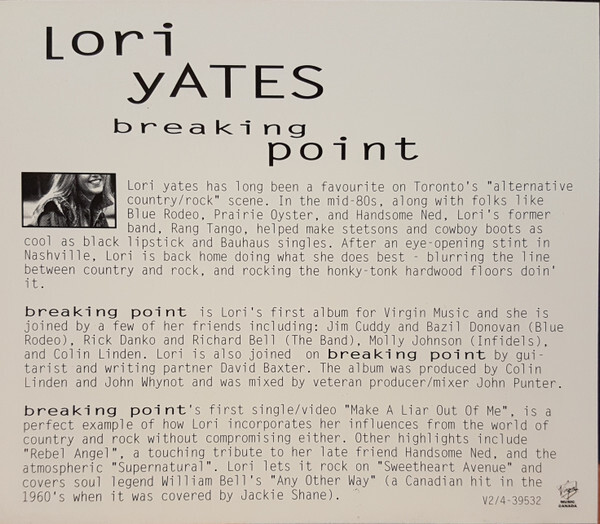 Lori
yATES
breaking
point
Lori yates has long been a favourite on Toronto's "alternative
country/rock" scene. In the mid-80s, along with folks like
Blue Rodeo, Prairie Oyster, and Handsome Ned, Lori's former
band, Rang Tango, helped make stetsons and cowboy boots as
cool as black lipstick and Bauhaus singles. After an eye-opening stint in
Nashville, Lori is back home doing what she does best - blurring the line
between country and rock, and rocking the honky-tonk hardwood floors doin'
it.
breaking point is Lori's first album for Virgin Music and she is
joined by a few of her friends including: Jim Cuddy and Bazil Donovan (Blue
Rodeo), Rick Danko and Richard Bell (The Band), Molly Johnson (Infidels),
and Colin Linden. Lori is also joined on breaking point by gui-
tarist and writing partner David Baxter. The album was produced by Colin
Linden and John Whynot and was mixed by veteran producer/mixer John Punter.
breaking point's first single/video "Make A Liar Out Of Me", is a
perfect example of how Lori incorporates her influences from the world of
country and rock without compromising either. Other highlights include
"Rebel Angel", a touching tribute to her late friend Handsome Ned, and the
atmospheric "Supernatural". Lori lets it rock on "Sweetheart Avenue" and
covers soul legend William Bell's "Any Other Way" (a Canadian hit in the
1960's when it was covered by Jackie Shane).
V2/4-39532
Virgin
MUSIC
CANADA